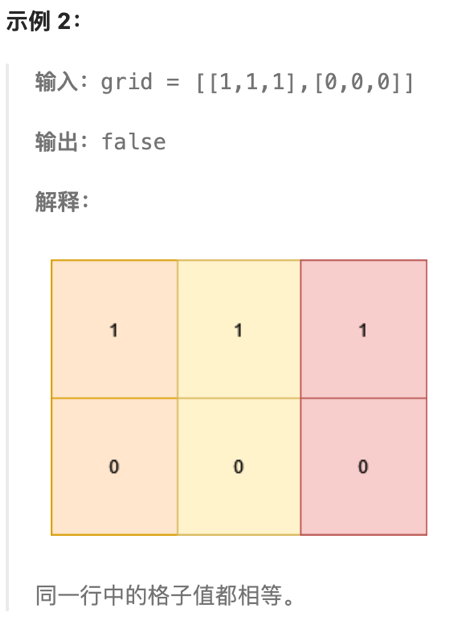 示例 2：
输入：grid = [[1,1,1],[0,0,0]]
输出：false
解释：
1 1 1
0 0 0
同一行中的格子值都相等。